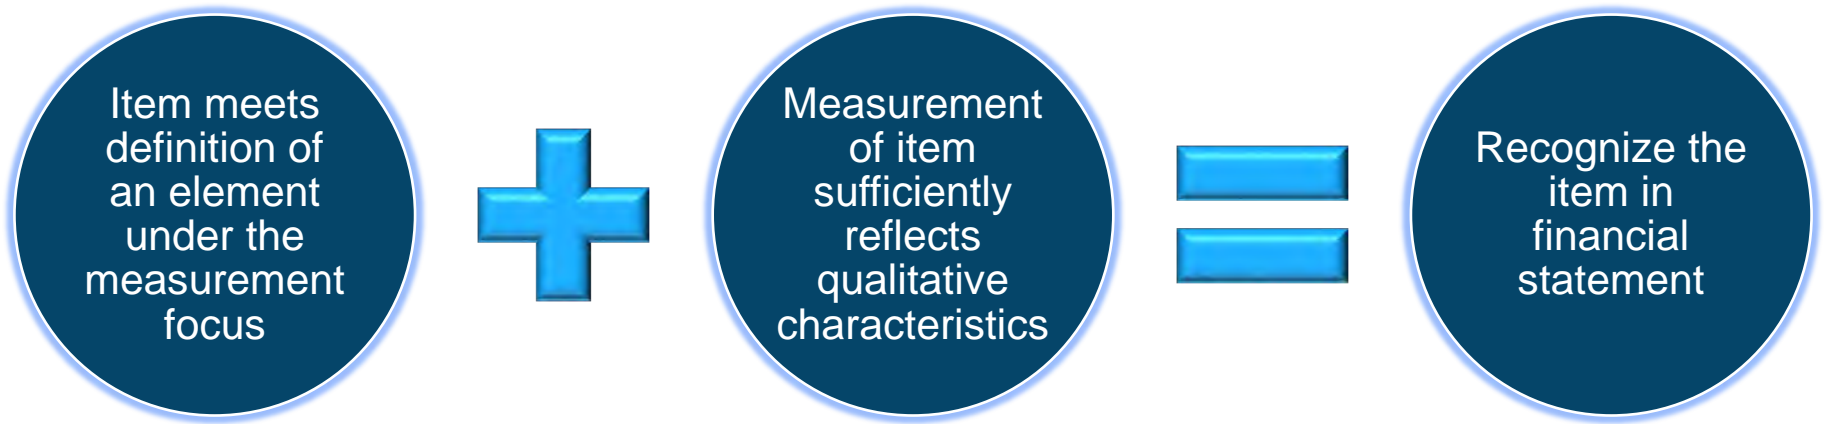 Item meets
definition of
an element
under the
measurement
focus
Measurement
of item
sufficiently
reflects
qualitative
characteristics
Recognize the
item in
financial
statement